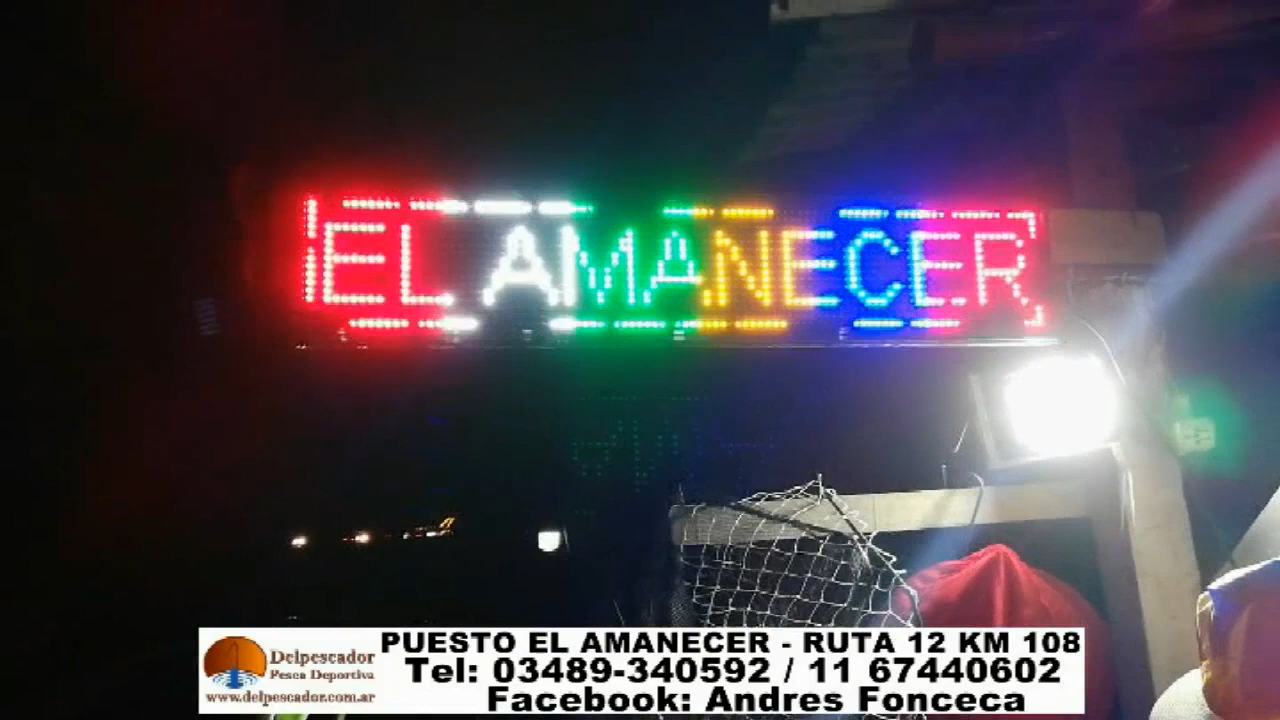 EL AMANECER
Delpescador
Pesca Deportiva
www.delpescador.com.ar
PUESTO EL AMANECER - RUTA 12 KM 108
Tel: 03489-340592 / 11 67440602
Facebook: Andres Fonceca